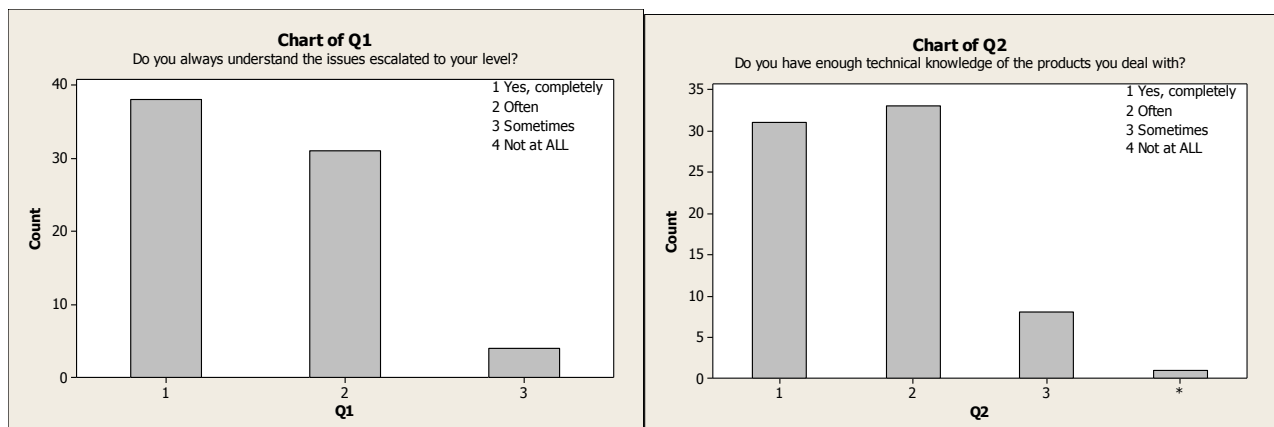 Chart of Q1
Do you always understand the issues escalated to your level?
1 Yes, completely
2 Often
3 Sometimes
4 Not at ALL
Count
40
30
20
10
0
1 2 3
Q1
Chart of Q2
Do you have enough technical knowledge of the products you deal with?
1 Yes, completely
2 Often
3 Sometimes
4 Not at ALL
Count
35
30
25
20
15
10
5
0
1 2 3 *
Q2